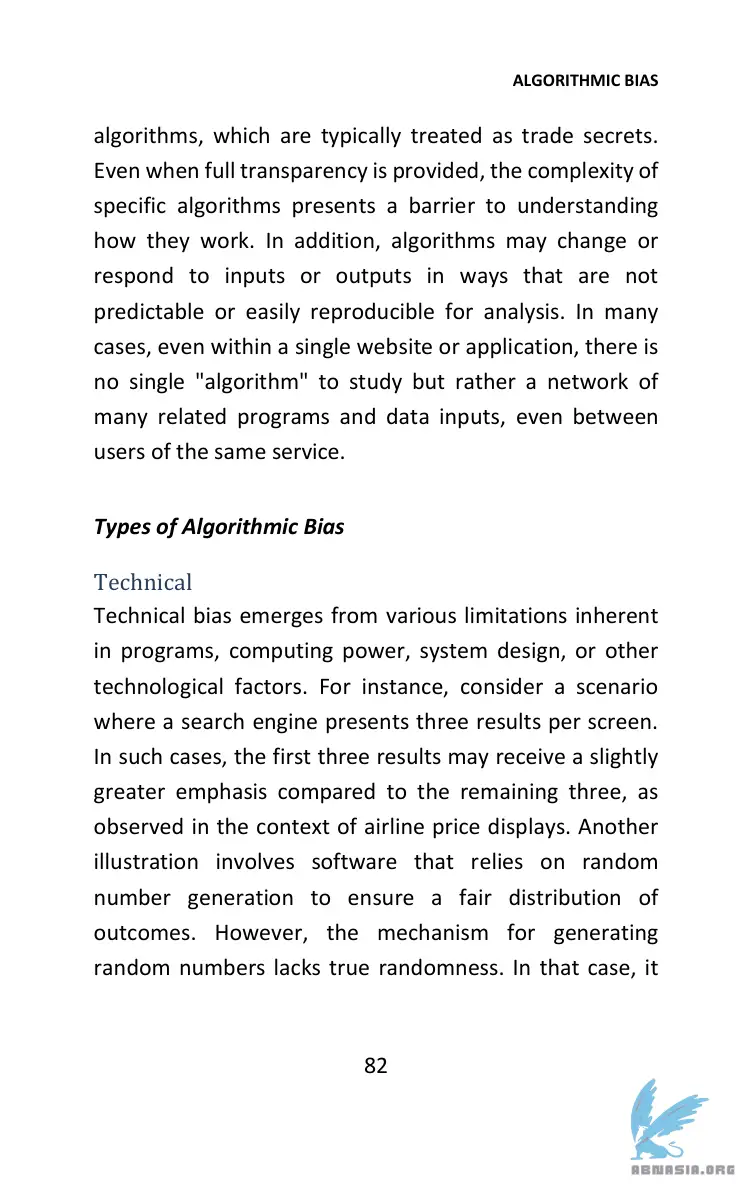 ALGORITHMIC BIAS
algorithms, which are typically treated as trade secrets.
Even when full transparency is provided, the complexity of
specific algorithms presents a barrier to understanding
how they work. In addition, algorithms may change or
respond to inputs or outputs in ways that are not
predictable or easily reproducible for analysis. In many
cases, even within a single website or application, there is
no single "algorithm" to study but rather a network of
many related programs and data inputs, even between
users of the same service.
Types of Algorithmic Bias
Technical
Technical bias emerges from various limitations inherent
in programs, computing power, system design, or other
technological factors. For instance, consider a scenario
where a search engine presents three results per screen.
In such cases, the first three results may receive a slightly
greater emphasis compared to the remaining three, as
observed in the context of airline price displays. Another
illustration involves software that relies on random
number generation to ensure a fair distribution of
outcomes. However, the mechanism for generating
random numbers lacks true randomness. In that case, it
82
ABNASIA.ORG